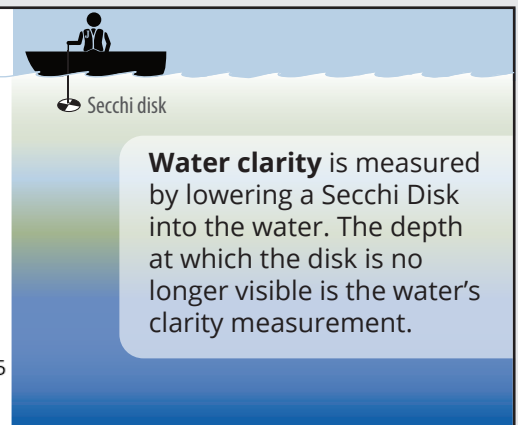 Secchi disk
Water clarity is measured
by lowering a Secchi Disk
into the water. The depth
at which the disk is no
longer visible is the water's
clarity measurement.
5